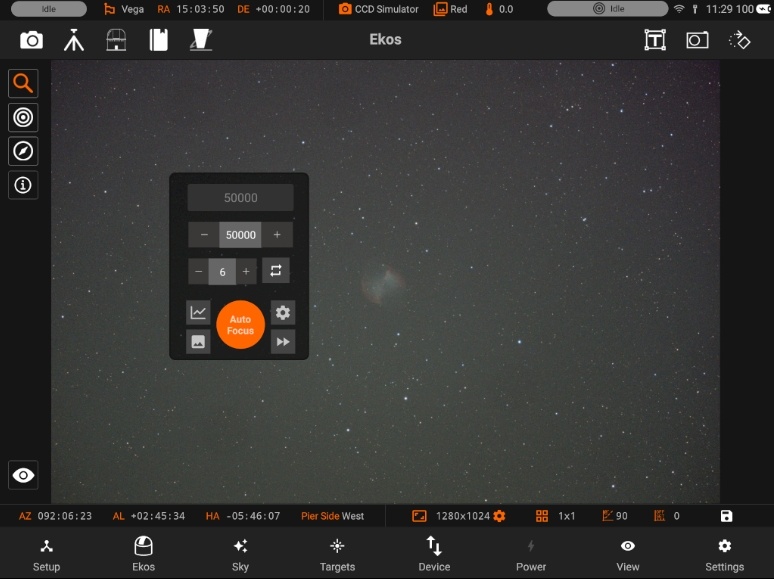 Idle Vega RA 15:03:50 DE +00:00:20 CCD Simulator Red 0.0 Idle 11:29 100
Ekos
T
50000
− 50000 +
− 6 +
Auto
Focus
AZ 092:06:23 AL +02:45:34 HA -05:46:07 Pier Side West 1280x1024 1x1 90 0
Setup Ekos Sky Targets Device Power View Settings